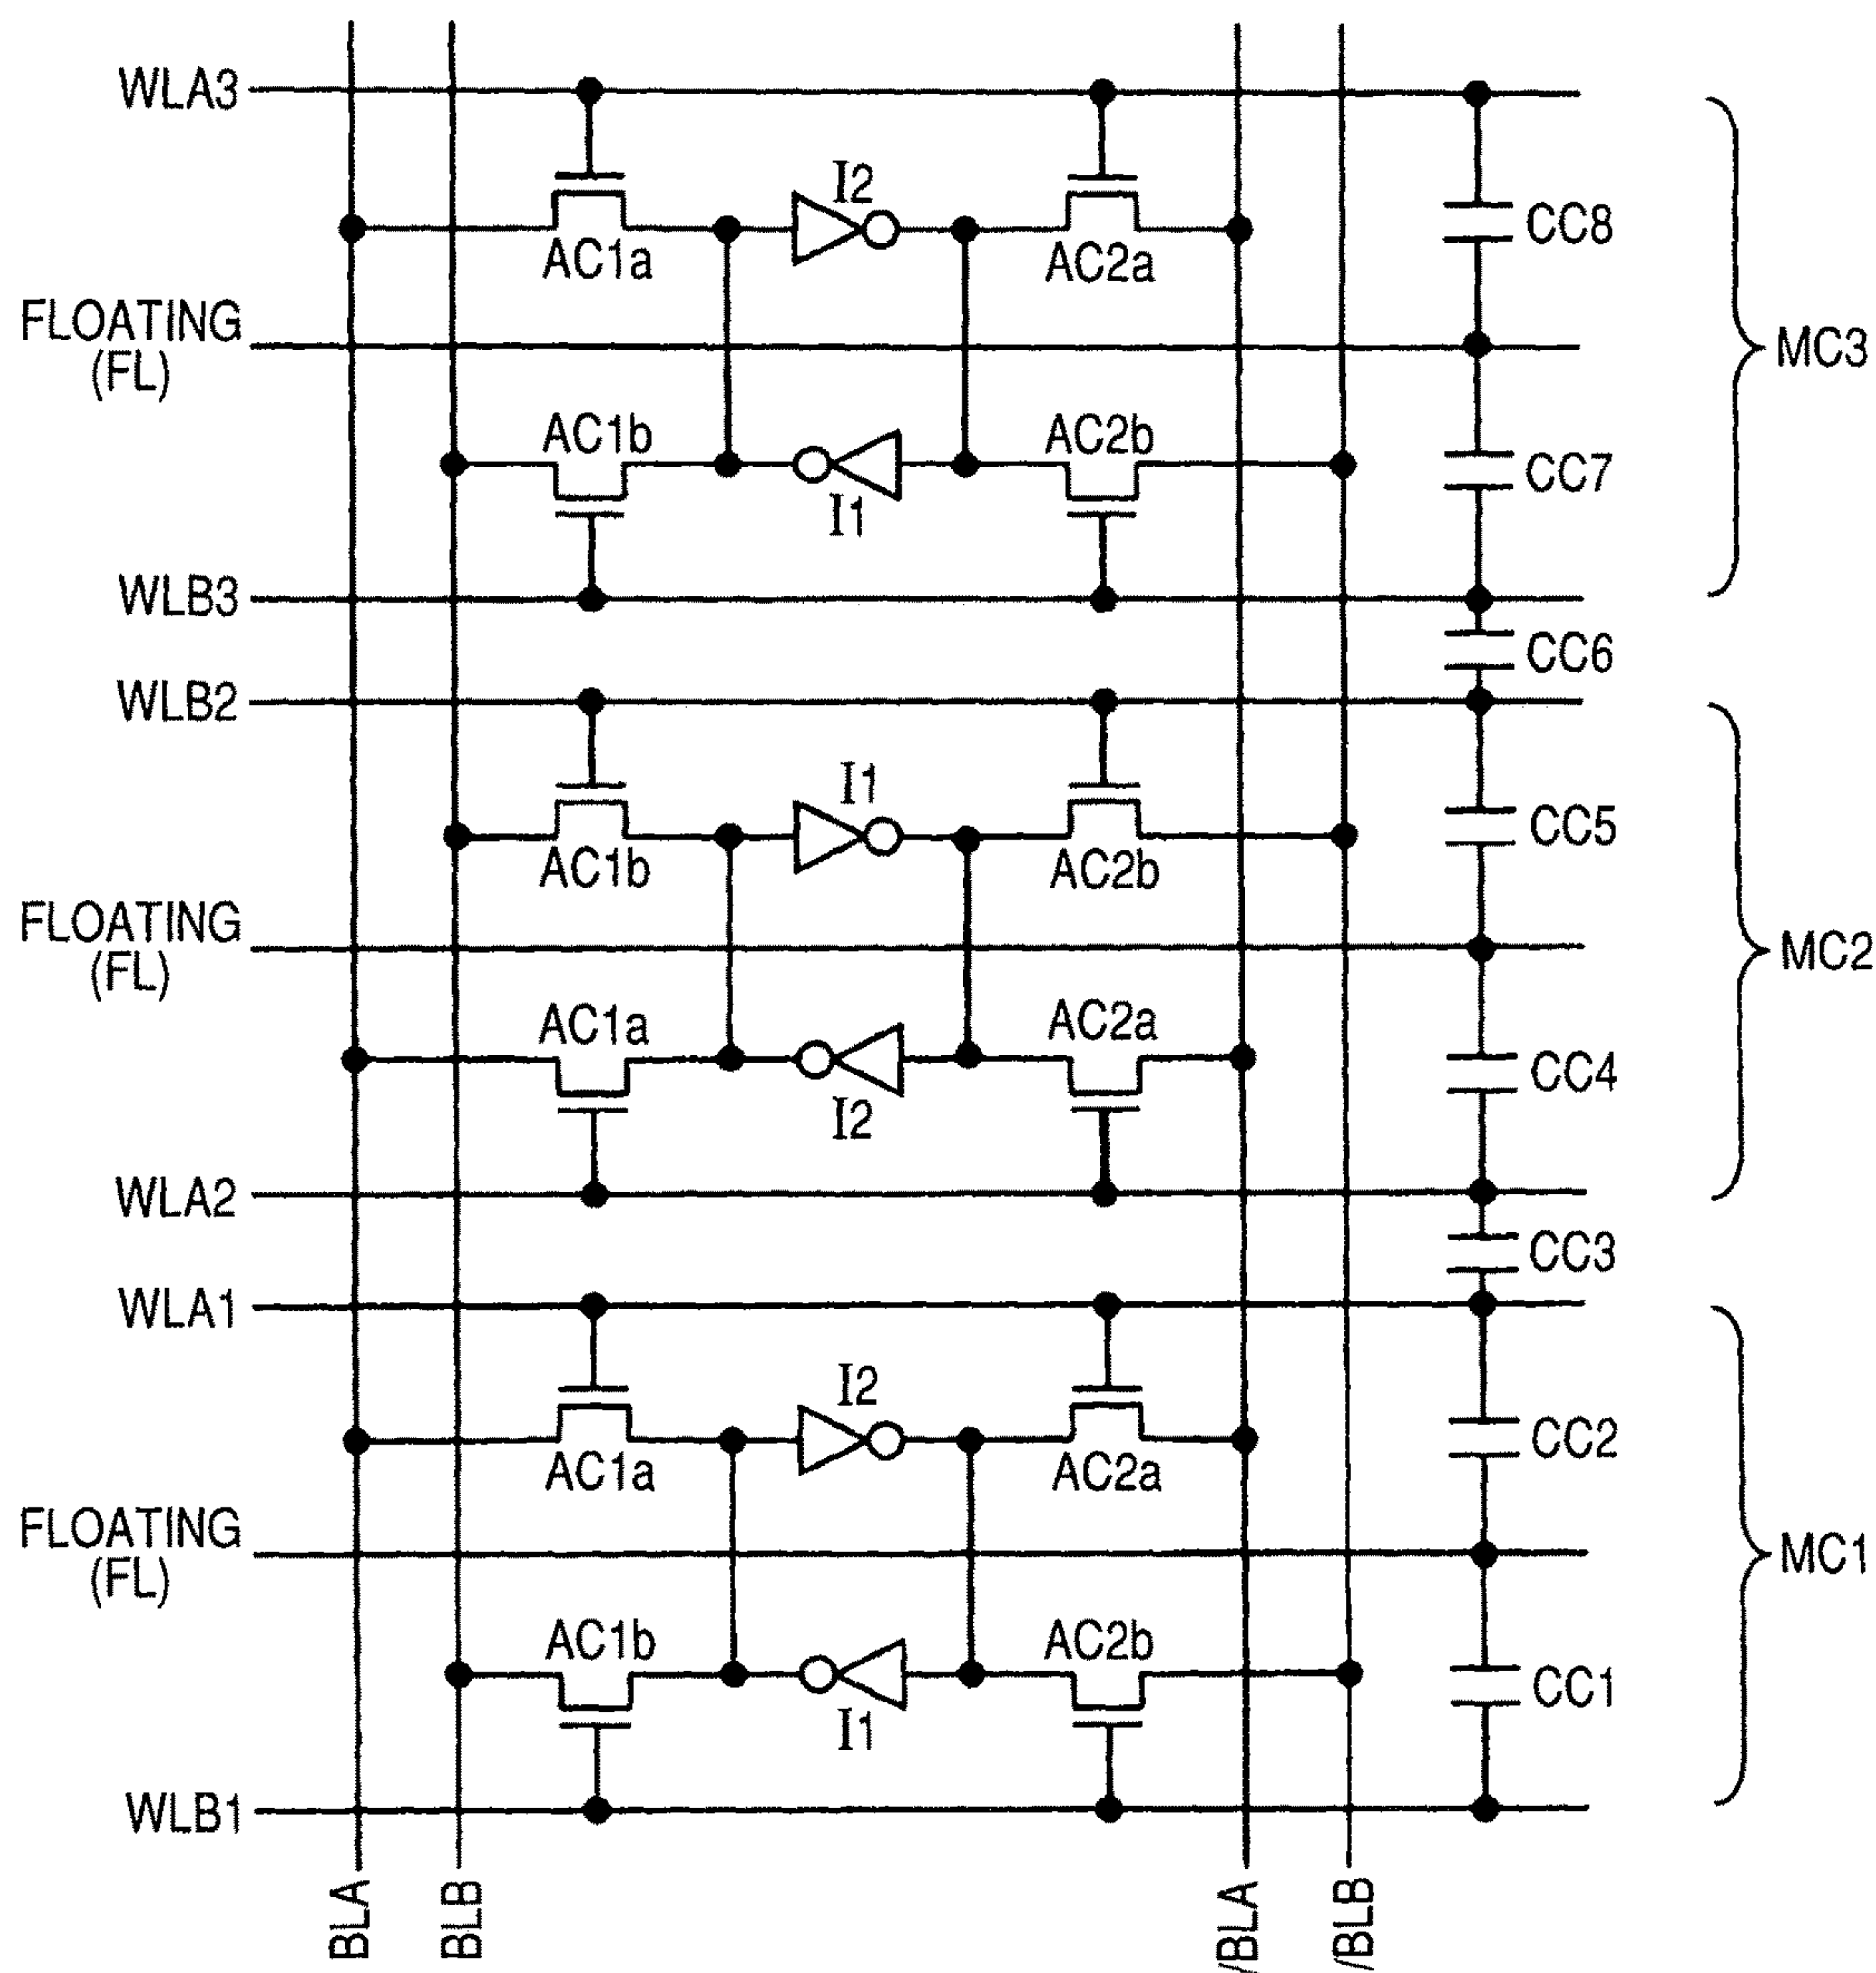 WLA3
I2
CC8
AC1a
AC2a
FLOATING
(FL)
MC3
AC1b
AC2b
CC7
I1
WLB3
CC6
WLB2
I1
CC5
AC1b
AC2b
FLOATING
(FL)
MC2
AC1a
AC2a
CC4
I2
WLA2
CC3
WLA1
I2
CC2
AC1a
AC2a
FLOATING
(FL)
MC1
AC1b
AC2b
CC1
I1
WLB1
BLA
BLB
/BLA
/BLB